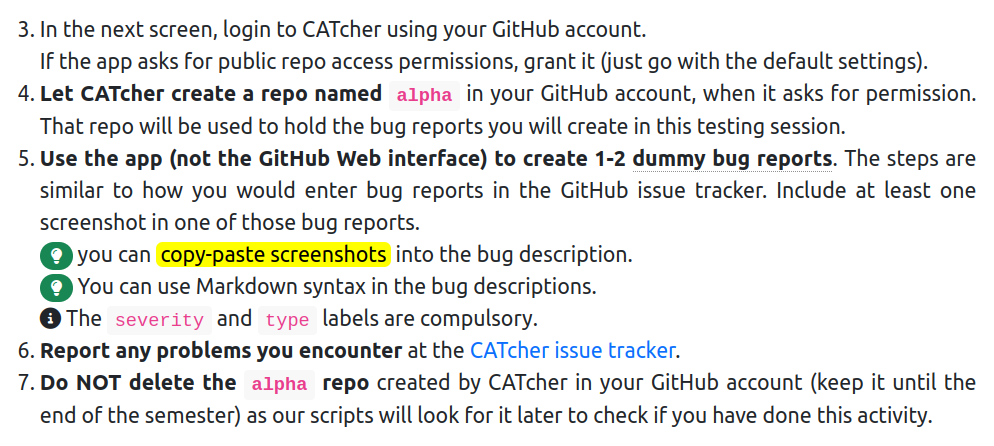 3. In the next screen, login to CATcher using your GitHub account.
If the app asks for public repo access permissions, grant it (just go with the default settings).
4. Let CATcher create a repo named alpha in your GitHub account, when it asks for permission.
That repo will be used to hold the bug reports you will create in this testing session.
5. Use the app (not the GitHub Web interface) to create 1-2 dummy bug reports. The steps are
similar to how you would enter bug reports in the GitHub issue tracker. Include at least one
screenshot in one of those bug reports.
you can copy-paste screenshots into the bug description.
You can use Markdown syntax in the bug descriptions.
The severity and type labels are compulsory.
6. Report any problems you encounter at the CATcher issue tracker.
7. Do NOT delete the alpha repo created by CATcher in your GitHub account (keep it until the
end of the semester) as our scripts will look for it later to check if you have done this activity.